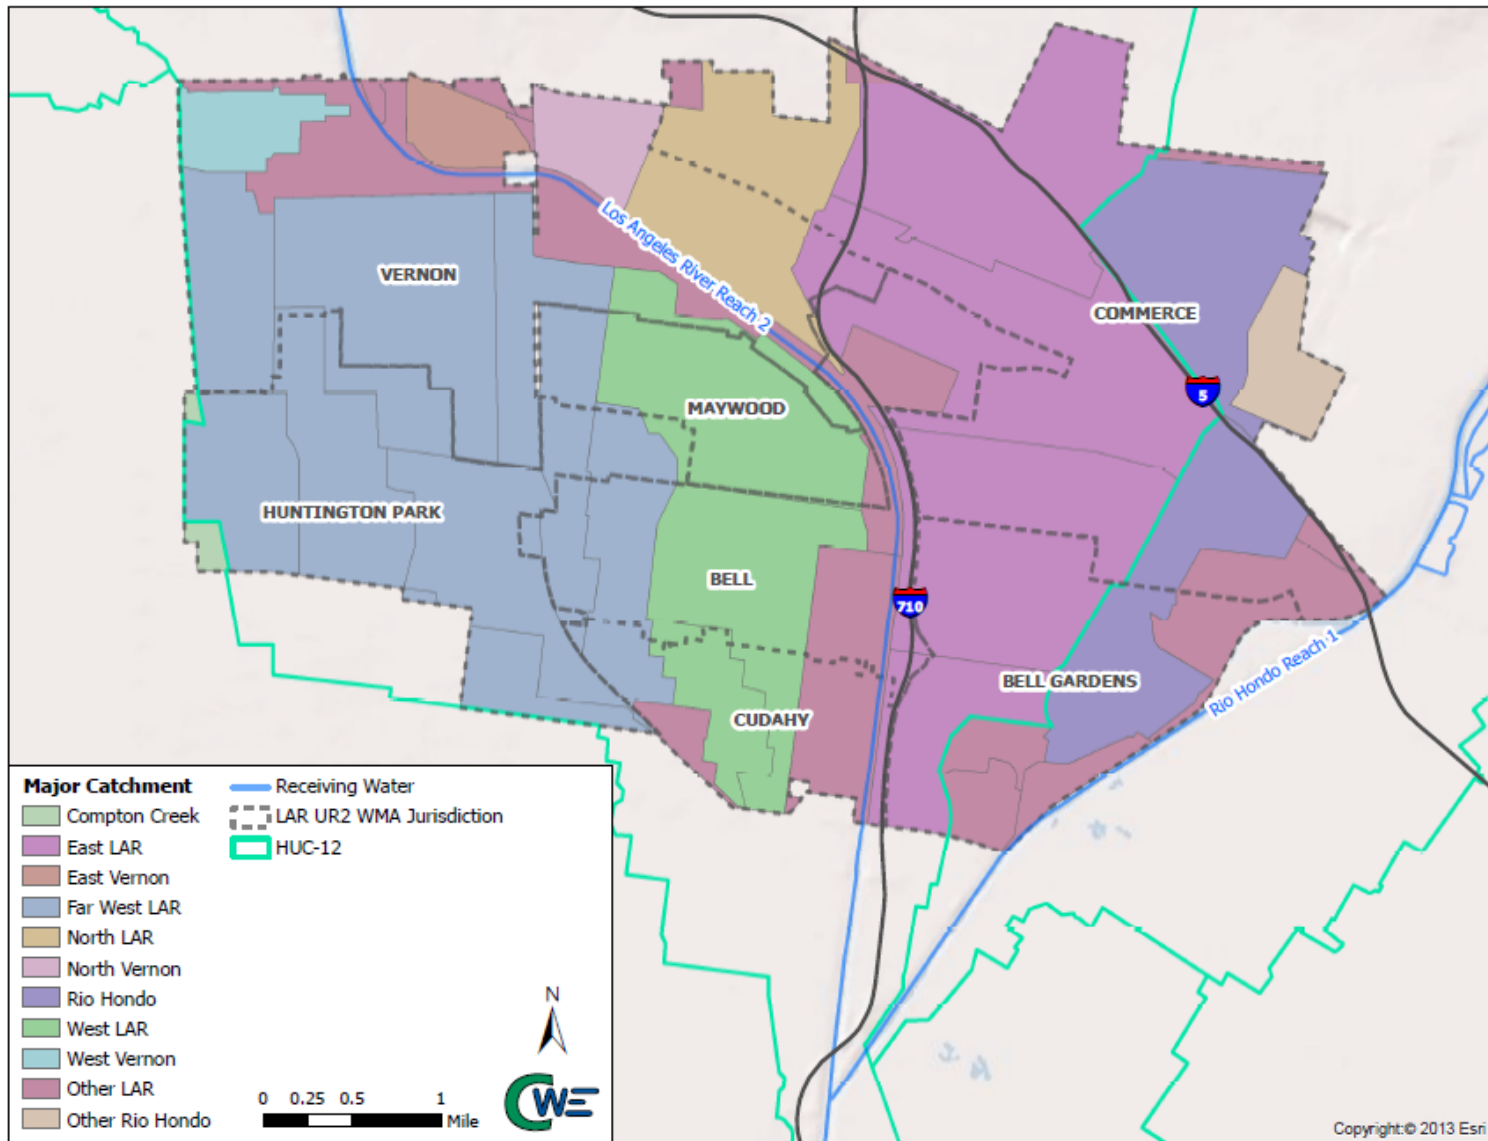 VERNON
Los Angeles River Reach 2
COMMERCE
5
MAYWOOD
HUNTINGTON PARK
BELL
710
BELL GARDENS
Rio Hondo Reach 1
CUDAHY
Major Catchment
Compton Creek
East LAR
East Vernon
Far West LAR
North LAR
North Vernon
Rio Hondo
West LAR
West Vernon
Other LAR
Other Rio Hondo
Receiving Water
LAR UR2 WMA Jurisdiction
HUC-12
N
0 0.25 0.5 1
Mile
CWE
Copyright:© 2013 Esri